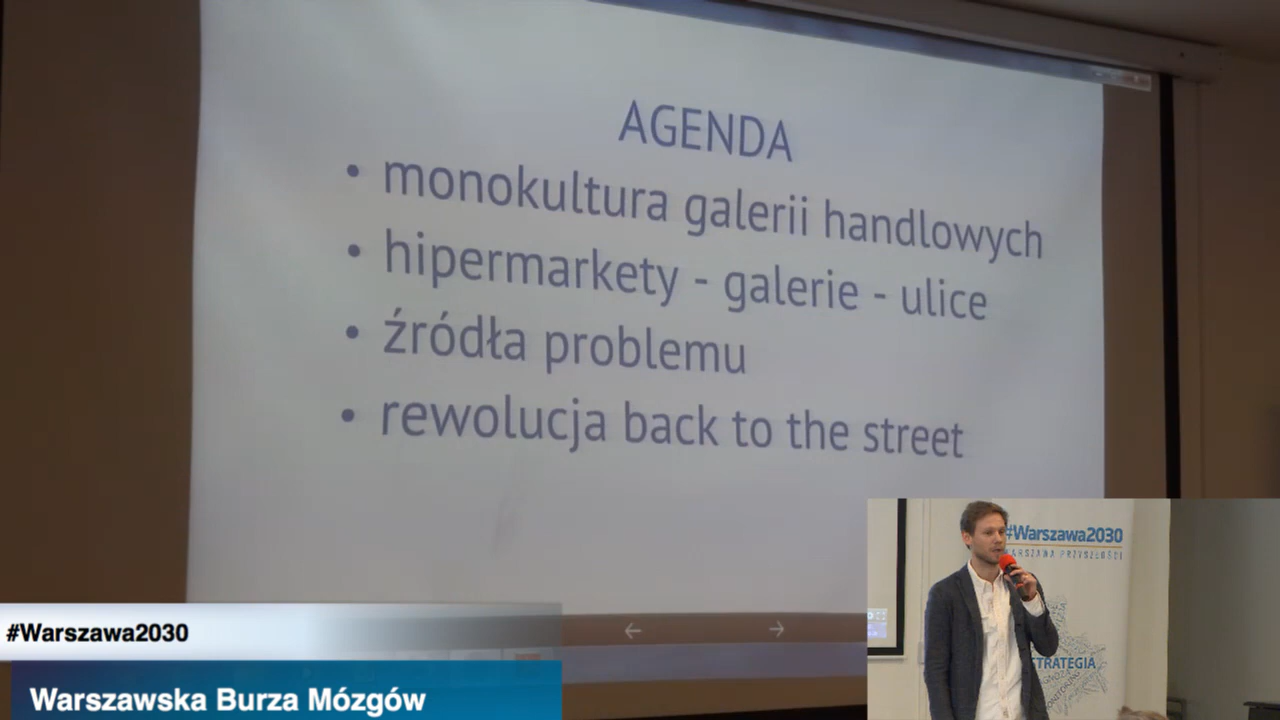 AGENDA
• monokultura galerii handlowych
• hipermarkety - galerie - ulice
• źródła problemu
• rewolucja back to the street
#Warszawa2030
WARSZAWA PRZYSZŁOŚCI
STRATEGIA
#Warszawa2030
Warszawska Burza Mózgów